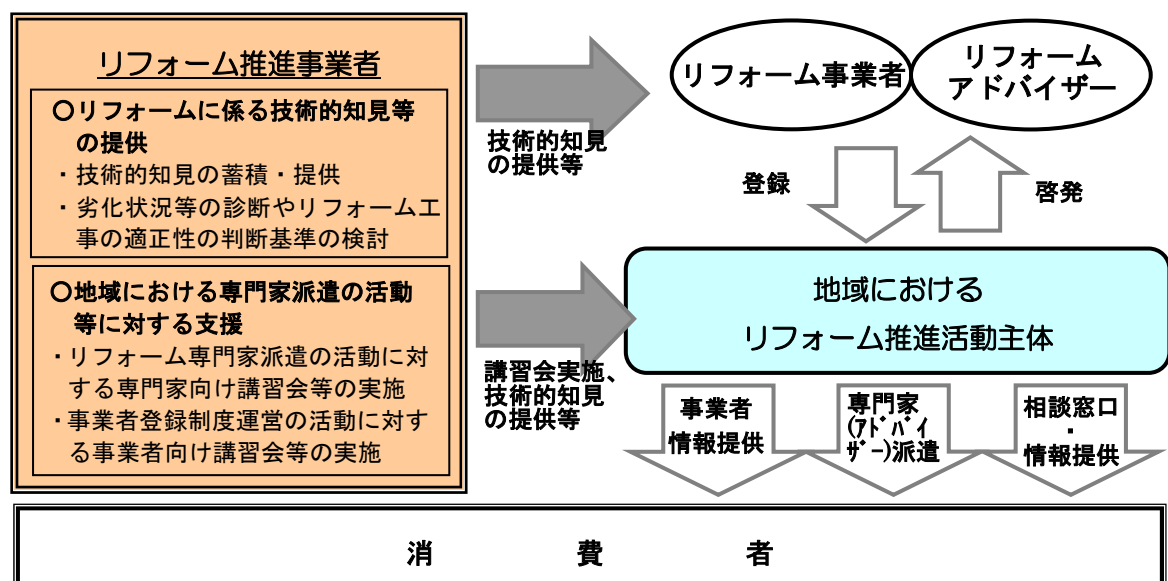 リフォーム推進事業者
〇リフォームに係る技術的知見等
の提供
・技術的知見の蓄積・提供
・劣化状況等の診断やリフォーム工
事の適正性の判断基準の検討
〇地域における専門家派遣の活動
等に対する支援
・リフォーム専門家派遣の活動に対
する専門家向け講習会等の実施
・事業者登録制度運営の活動に対す
る事業者向け講習会等の実施
技術的知見
の提供等
講習会実施、
技術的知見
の提供等
リフォーム事業者
リフォーム
アドバイザー
登録
啓発
地域における
リフォーム推進活動主体
事業者
情報提供
専門家
(ｱﾄﾞﾊﾞｲ
ｻﾞｰ)派遣
相談窓口
・
情報提供
消費者